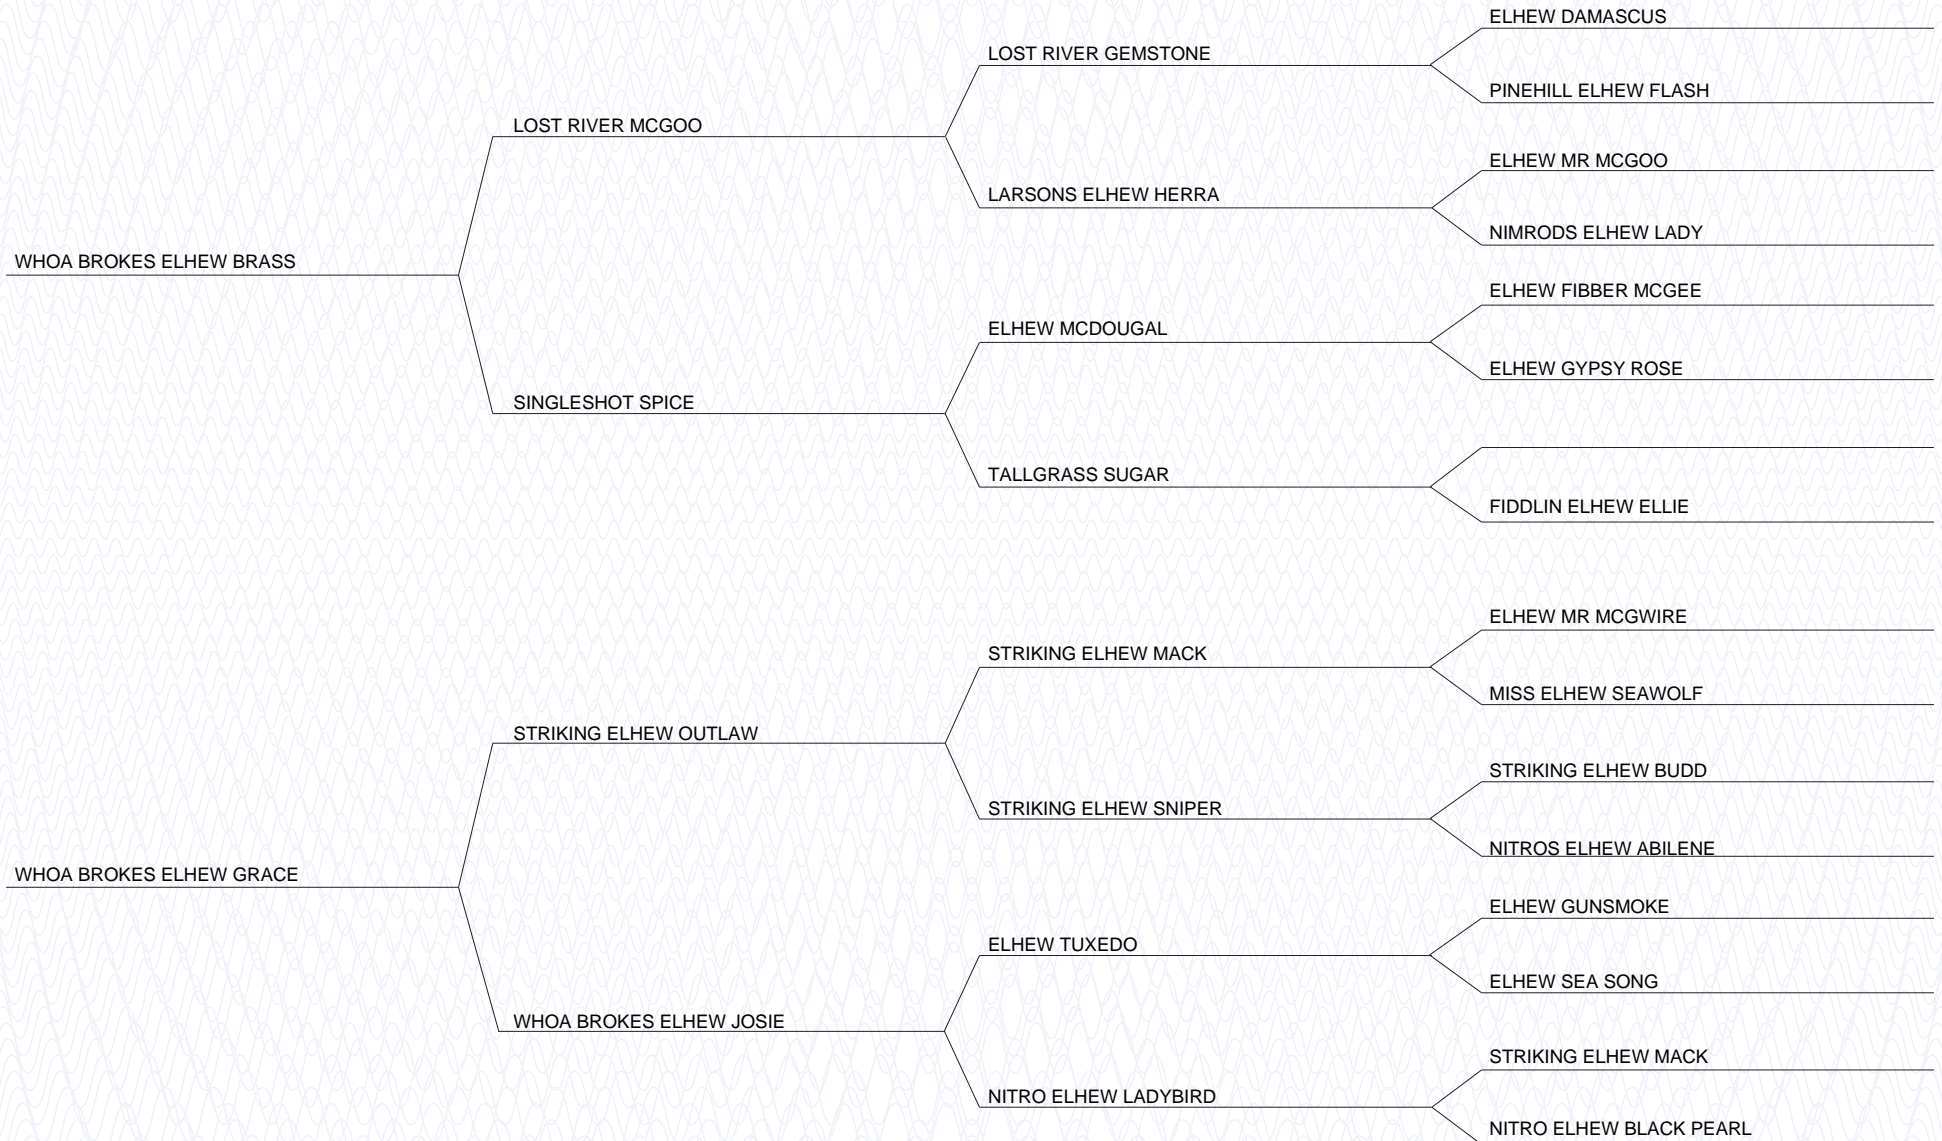 ELHEW DAMASCUS
LOST RIVER GEMSTONE
PINEHILL ELHEW FLASH
LOST RIVER MCGOO
ELHEW MR MCGOO
LARSONS ELHEW HERRA
NIMRODS ELHEW LADY
WHOA BROKES ELHEW BRASS
ELHEW FIBBER MCGEE
ELHEW MCDOUGAL
ELHEW GYPSY ROSE
SINGLESHOT SPICE
TALLGRASS SUGAR
FIDDLIN ELHEW ELLIE
ELHEW MR MCGWIRE
STRIKING ELHEW MACK
MISS ELHEW SEAWOLF
STRIKING ELHEW OUTLAW
STRIKING ELHEW BUDD
STRIKING ELHEW SNIPER
NITROS ELHEW ABILENE
WHOA BROKES ELHEW GRACE
ELHEW GUNSMOKE
ELHEW TUXEDO
ELHEW SEA SONG
WHOA BROKES ELHEW JOSIE
STRIKING ELHEW MACK
NITRO ELHEW LADYBIRD
NITRO ELHEW BLACK PEARL